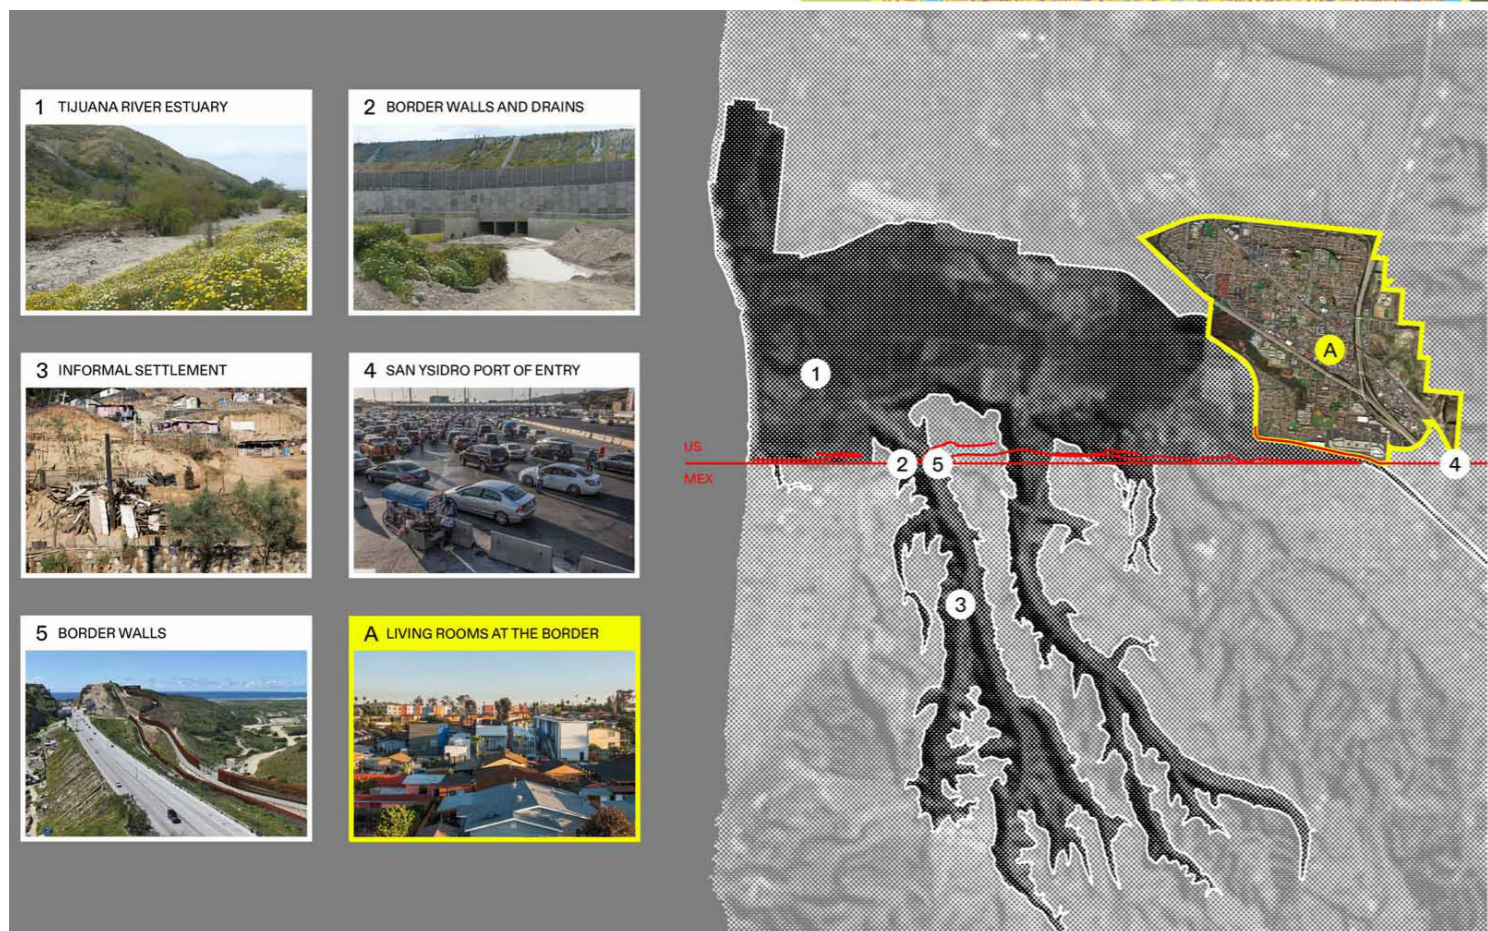 1 TIJUANA RIVER ESTUARY
2 BORDER WALLS AND DRAINS
3 INFORMAL SETTLEMENT
4 SAN YSIDRO PORT OF ENTRY
5 BORDER WALLS
A LIVING ROOMS AT THE BORDER
A
1
US
2
5
4
MEX
3